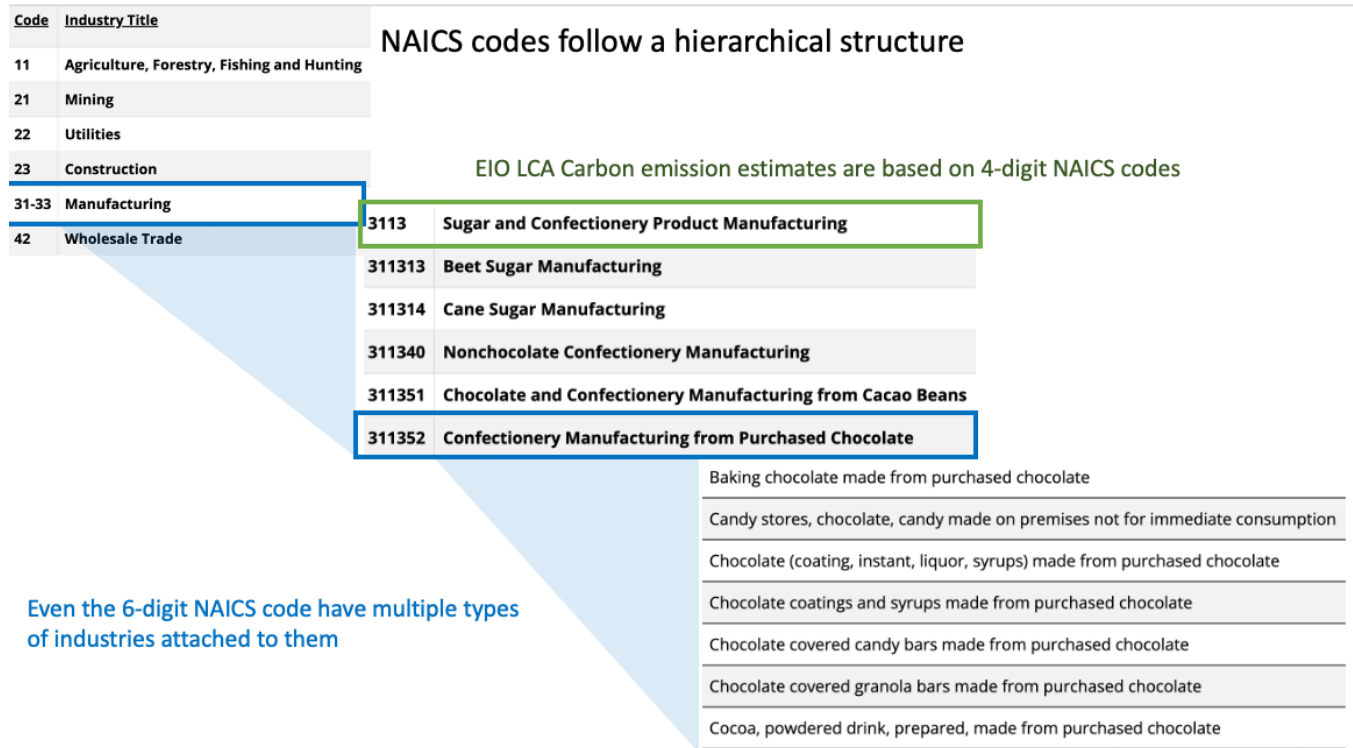 Code Industry Title
NAICS codes follow a hierarchical structure
11 Agriculture, Forestry, Fishing and Hunting
21 Mining
22 Utilities
23 Construction
EIO LCA Carbon emission estimates are based on 4-digit NAICS codes
31-33 Manufacturing
42 Wholesale Trade
3113 Sugar and Confectionery Product Manufacturing
311313 Beet Sugar Manufacturing
311314 Cane Sugar Manufacturing
311340 Nonchocolate Confectionery Manufacturing
311351 Chocolate and Confectionery Manufacturing from Cacao Beans
311352 Confectionery Manufacturing from Purchased Chocolate
Baking chocolate made from purchased chocolate
Candy stores, chocolate, candy made on premises not for immediate consumption
Chocolate (coating, instant, liquor, syrups) made from purchased chocolate
Chocolate coatings and syrups made from purchased chocolate
Chocolate covered candy bars made from purchased chocolate
Chocolate covered granola bars made from purchased chocolate
Cocoa, powdered drink, prepared, made from purchased chocolate
Even the 6-digit NAICS code have multiple types
of industries attached to them